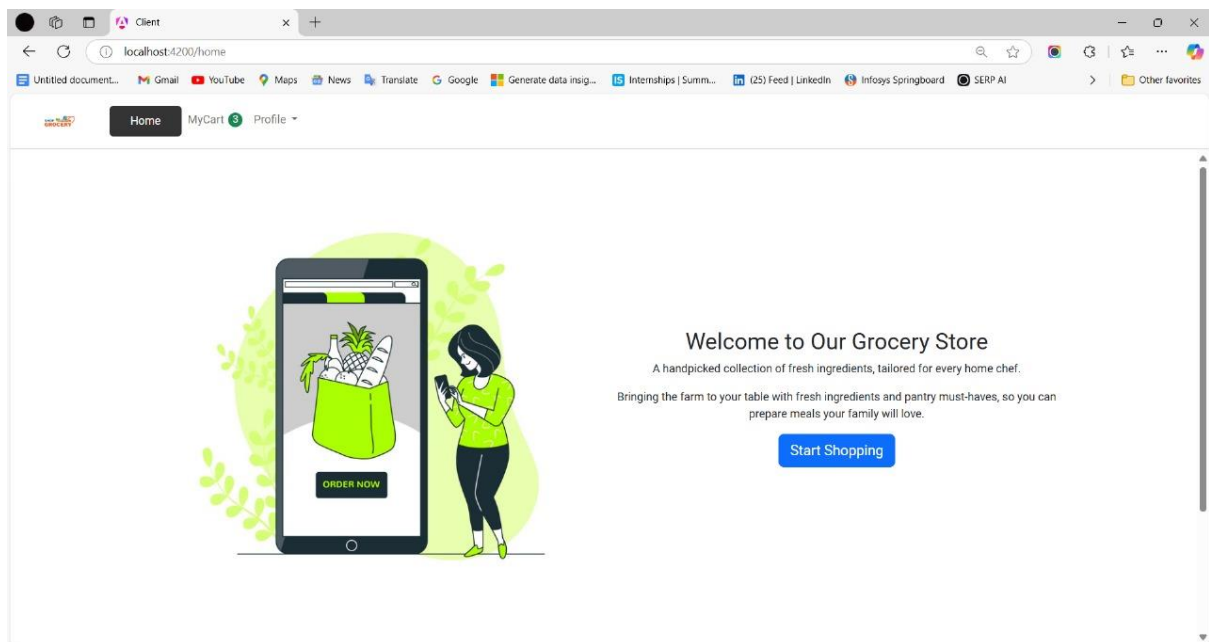 Client
localhost:4200/home
Untitled document...
Gmail
YouTube
Maps
News
Translate
Google
Generate data insig...
Internships | Summ...
(25) Feed | LinkedIn
Infosys Springboard
SERP AI
Other favorites
GROCERY
Home
MyCart 3
Profile
ORDER NOW
Welcome to Our Grocery Store
A handpicked collection of fresh ingredients, tailored for every home chef.
Bringing the farm to your table with fresh ingredients and pantry must-haves, so you can
prepare meals your family will love.
Start Shopping